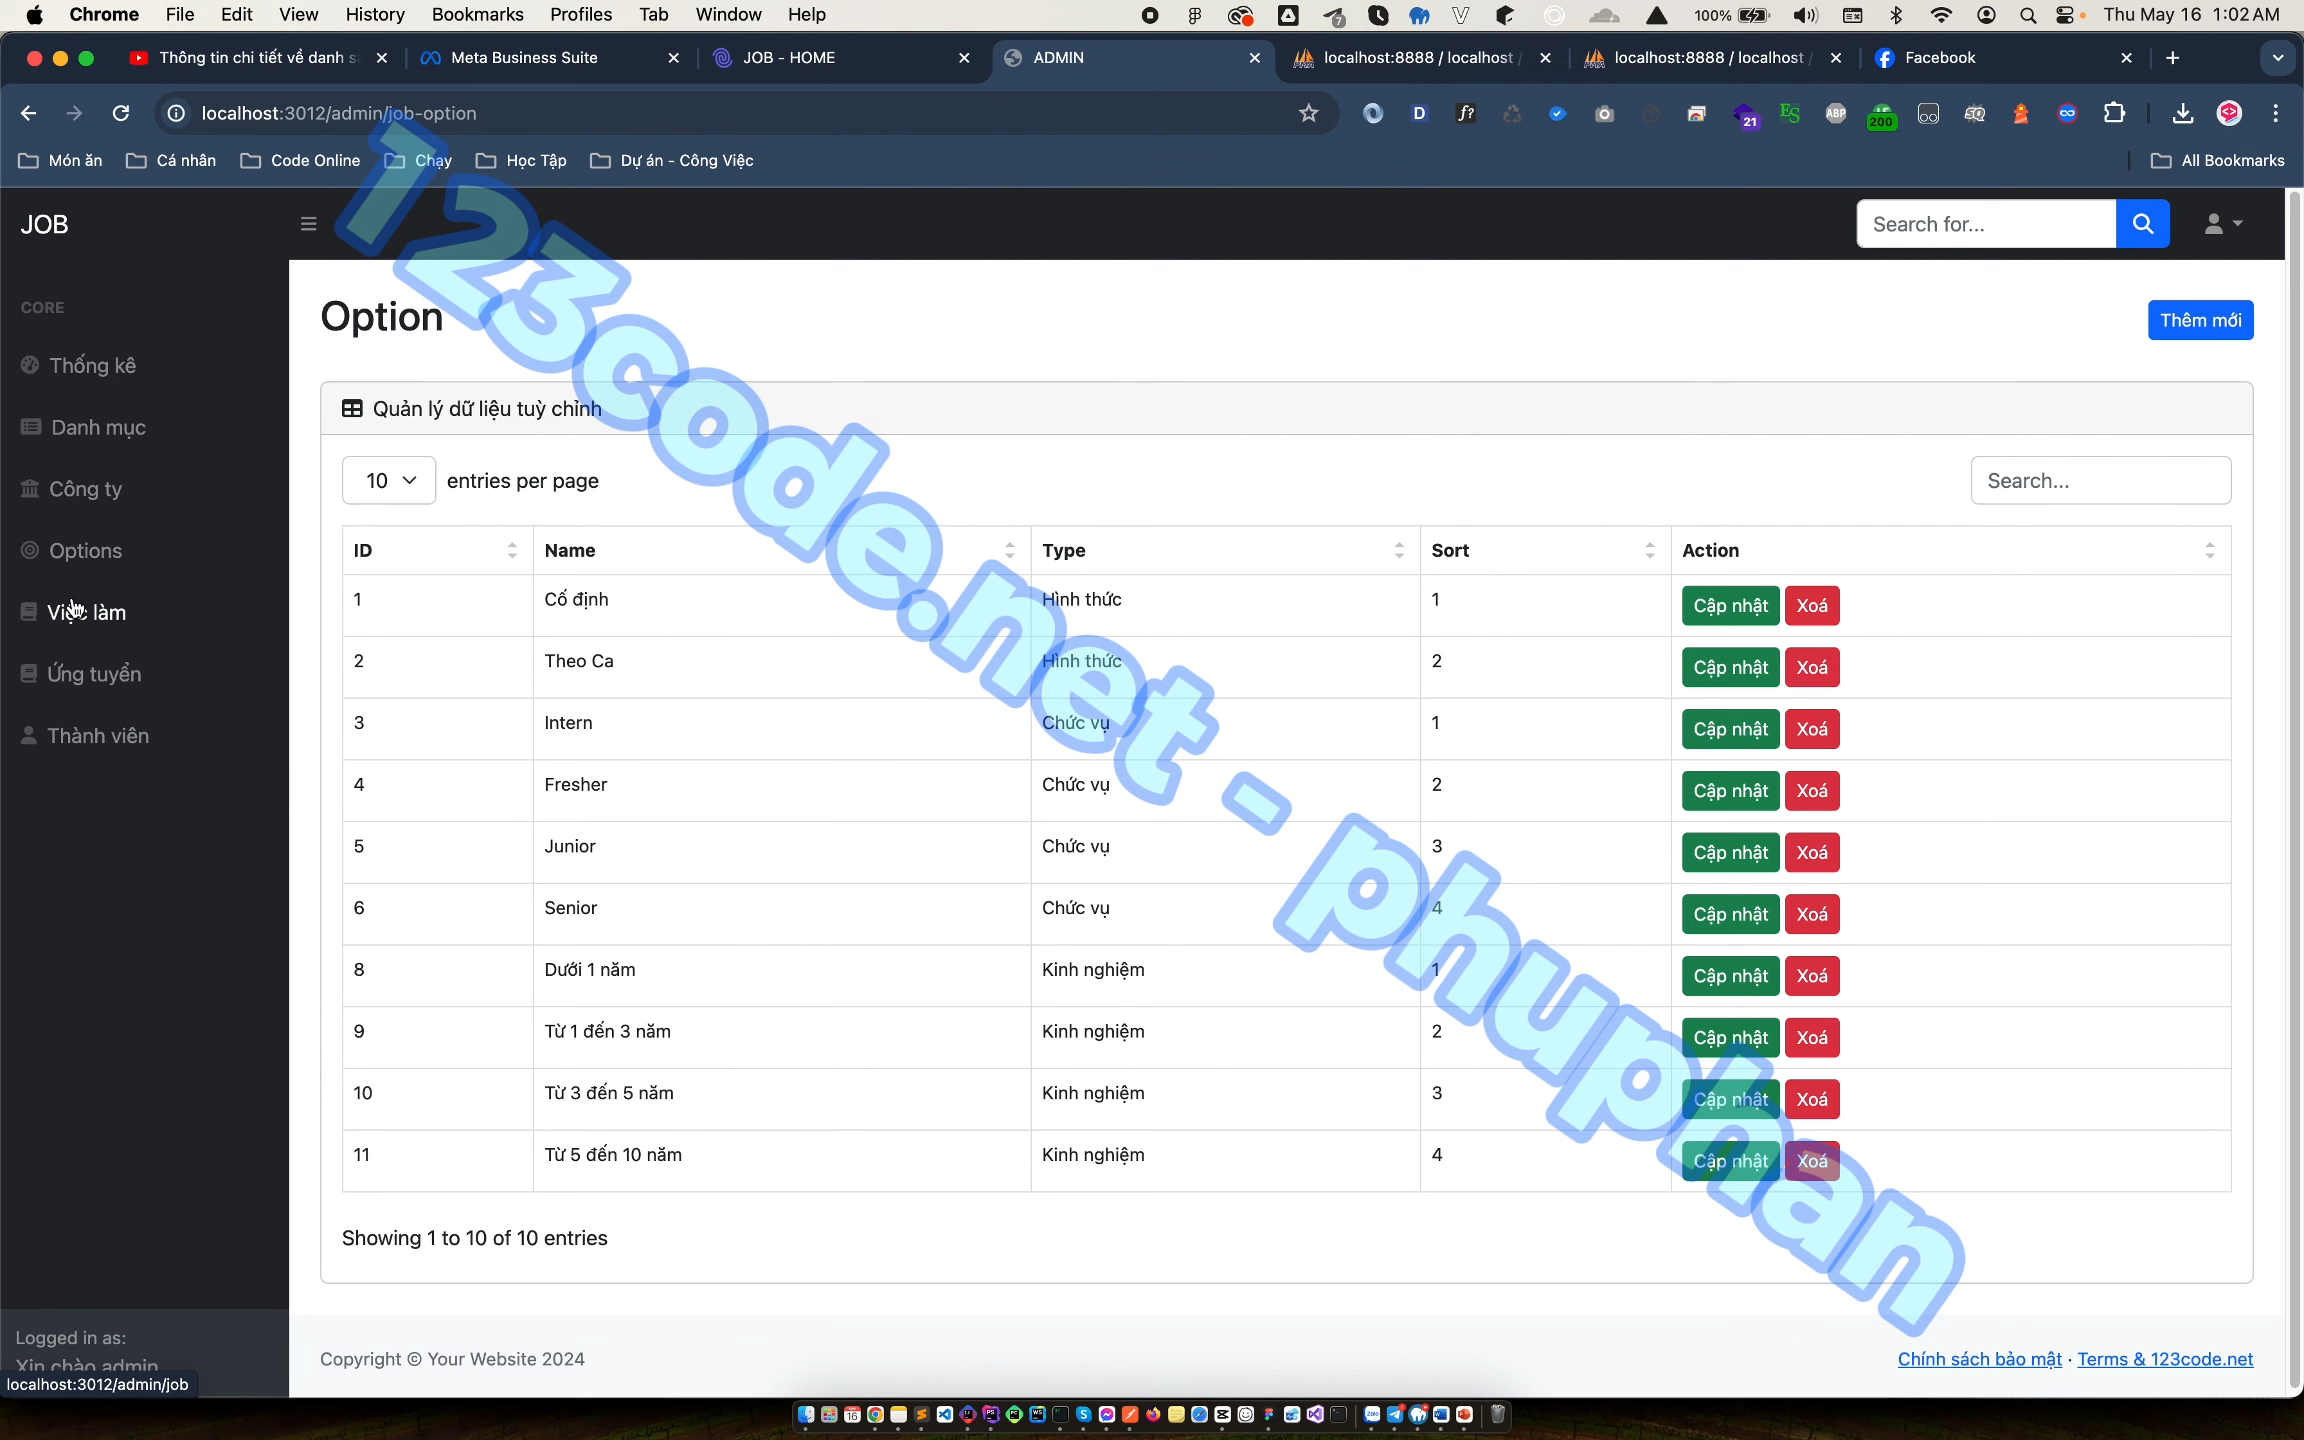 Chrome File Edit View History Bookmarks Profiles Tab Window Help 7 100% Thu May 16 1:02 AM
Thông tin chi tiết về danh s Meta Business Suite JOB - HOME ADMIN localhost:8888 / localhost / localhost:8888 / localhost / Facebook
localhost:3012/admin/job-option D f? 21 ES ABP 200
Món ăn Cá nhân Code Online Chạy Học Tập Dự án - Công Việc All Bookmarks
JOB Search for...
CORE
Thống kê
Danh mục
Công ty
Options
Việc làm
Ứng tuyển
Thành viên
Logged in as:
Xin chào admin
localhost:3012/admin/job
Option Thêm mới
Quản lý dữ liệu tuỳ chỉnh
10 entries per page Search...
ID Name Type Sort Action
1 Cố định Hình thức 1 Cập nhật Xoá
2 Theo Ca Hình thức 2 Cập nhật Xoá
3 Intern Chức vụ 1 Cập nhật Xoá
4 Fresher Chức vụ 2 Cập nhật Xoá
5 Junior Chức vụ 3 Cập nhật Xoá
6 Senior Chức vụ 4 Cập nhật Xoá
8 Dưới 1 năm Kinh nghiệm 1 Cập nhật Xoá
9 Từ 1 đến 3 năm Kinh nghiệm 2 Cập nhật Xoá
10 Từ 3 đến 5 năm Kinh nghiệm 3 Cập nhật Xoá
11 Từ 5 đến 10 năm Kinh nghiệm 4 Cập nhật Xoá
Showing 1 to 10 of 10 entries
Copyright © Your Website 2024 Chính sách bảo mật · Terms & 123code.net
123code.net - phuphan